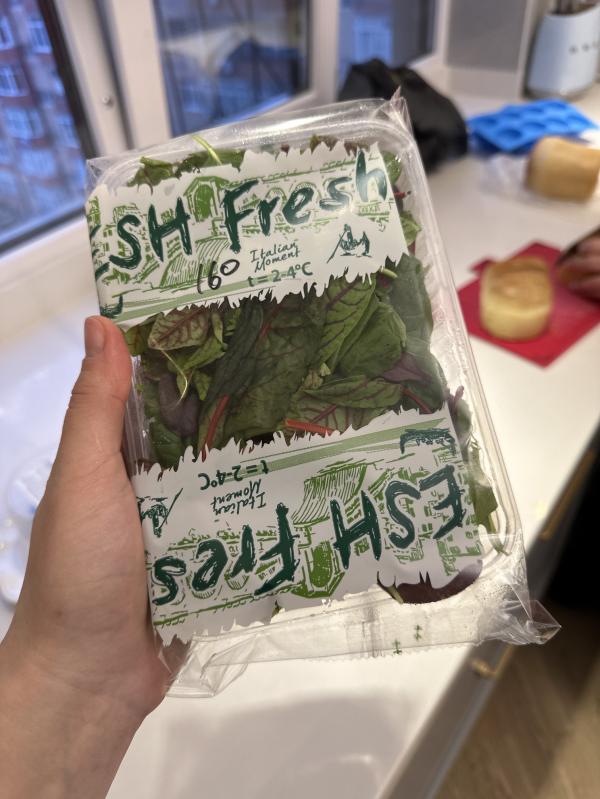 ESH Fresh
Italian
Moment
160
t=2-4°C
t=2-4°C
Italian
Moment
ESH Fres